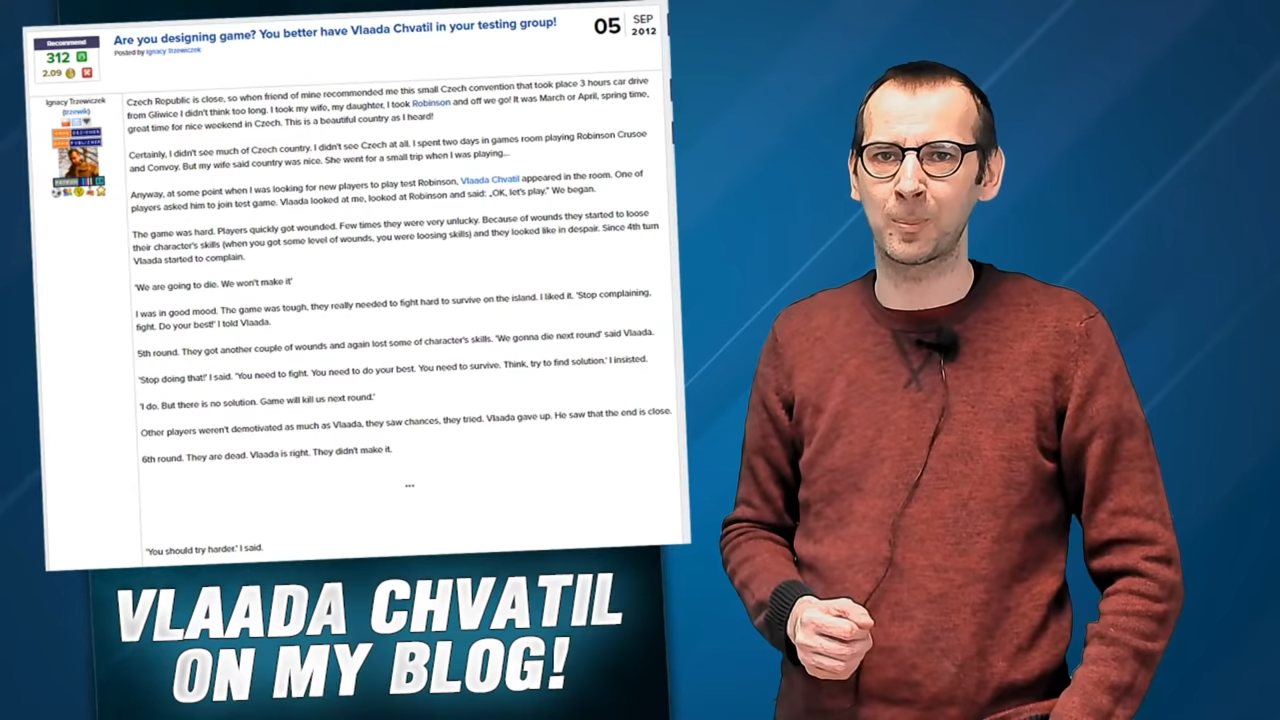 Recommend
312
2.09
Are you designing game? You better have Vlaada Chvatil in your testing group!
Posted by Ignacy Trzewiczek
05
SEP
2012
Ignacy Trzewiczek
(trzewik)
Czech Republic is close, so when friend of mine recommended me this small Czech convention that took place 3 hours car drive
from Gliwice I didn't think too long. I took my wife, my daughter, I took Robinson and off we go! It was March or April, spring time,
great time for nice weekend in Czech. This is a beautiful country as I heard!
Certainly, I didn't see much of Czech country. I didn't see Czech at all. I spent two days in games room playing Robinson Crusoe
and Convoy. But my wife said country was nice. She went for a small trip when I was playing...
Anyway, at some point when I was looking for new players to play test Robinson, Vlaada Chvatil appeared in the room. One of
players asked him to join test game. Vlaada looked at me, looked at Robinson and said: „OK, let's play.” We began.
The game was hard. Players quickly got wounded. Few times they were very unlucky. Because of wounds they started to loose
their character's skills (when you got some level of wounds, you were loosing skills) and they looked like in despair. Since 4th turn
Vlaada started to complain.
'We are going to die. We won't make it'
I was in good mood. The game was tough, they really needed to fight hard to survive on the island. I liked it. 'Stop complaining,
fight. Do your best!' I told Vlaada.
5th round. They got another couple of wounds and again lost some of character's skills. 'We gonna die next round' said Vlaada.
'Stop doing that!' I said. 'You need to fight. You need to do your best. You need to survive. Think, try to find solution.' I insisted.
'I do. But there is no solution. Game will kill us next round.'
Other players weren't demotivated as much as Vlaada, they saw chances, they tried. Vlaada gave up. He saw that the end is close.
6th round. They are dead. Vlaada is right. They didn't make it.
***
'You should try harder.' I said.
VLAADA CHVATIL
ON MY BLOG!